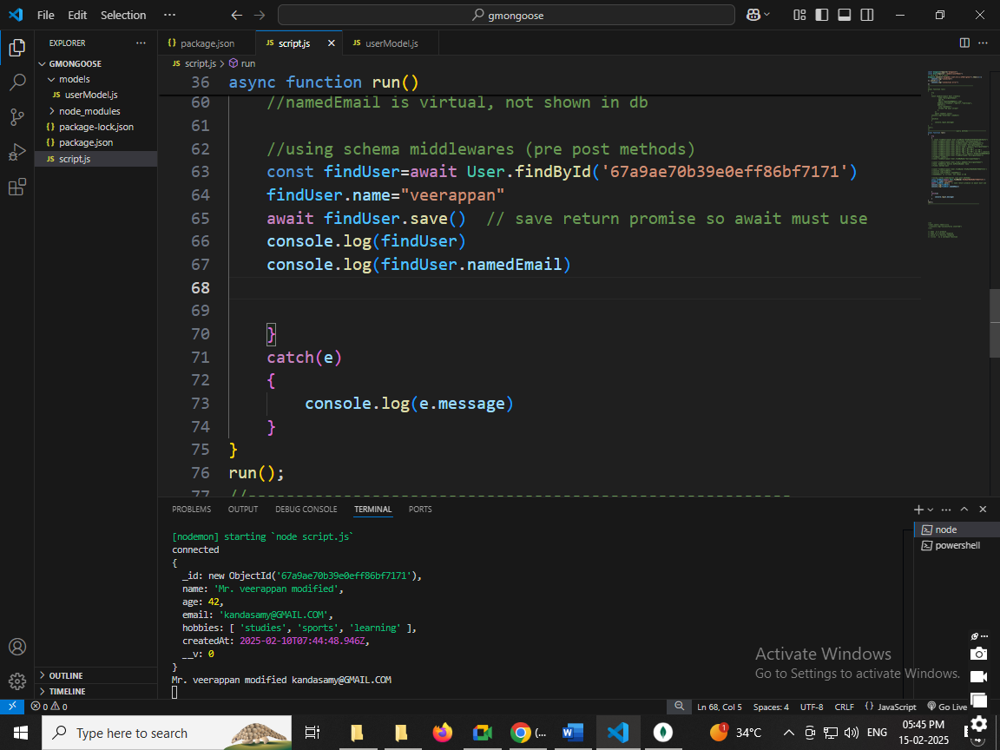 File Edit Selection ··· gmongoose
EXPLORER ···
GMONGOOSE
models
JS userModel.js
node_modules
{} package-lock.json
{} package.json
JS script.js
OUTLINE
TIMELINE
{} package.json JS script.js × JS userModel.js ···
JS script.js > run
36 async function run()
60 //namedEmail is virtual, not shown in db
61
62 //using schema middlewares (pre post methods)
63 const findUser=await User.findById('67a9ae70b39e0eff86bf7171')
64 findUser.name="veerappan"
65 await findUser.save() // save return promise so await must use
66 console.log(findUser)
67 console.log(findUser.namedEmail)
68
69
70 }
71 catch(e)
72 {
73 console.log(e.message)
74 }
75 }
76 run();
77 //---------------------------------------------------------
PROBLEMS OUTPUT DEBUG CONSOLE TERMINAL PORTS
node
powershell
[nodemon] starting `node script.js`
connected
{
_id: new ObjectId('67a9ae70b39e0eff86bf7171'),
name: 'Mr. veerappan modified',
age: 42,
email: 'kandasamy@GMAIL.COM',
hobbies: [ 'studies', 'sports', 'learning' ],
createdAt: 2025-02-10T07:44:48.946Z,
__v: 0
}
Mr. veerappan modified kandasamy@GMAIL.COM
Activate Windows
Go to Settings to activate Windows.
0 0 Ln 68, Col 5 Spaces: 4 UTF-8 CRLF {} JavaScript Go Live
Type here to search (... W 1 34°C ENG 05:45 PM
15-02-2025